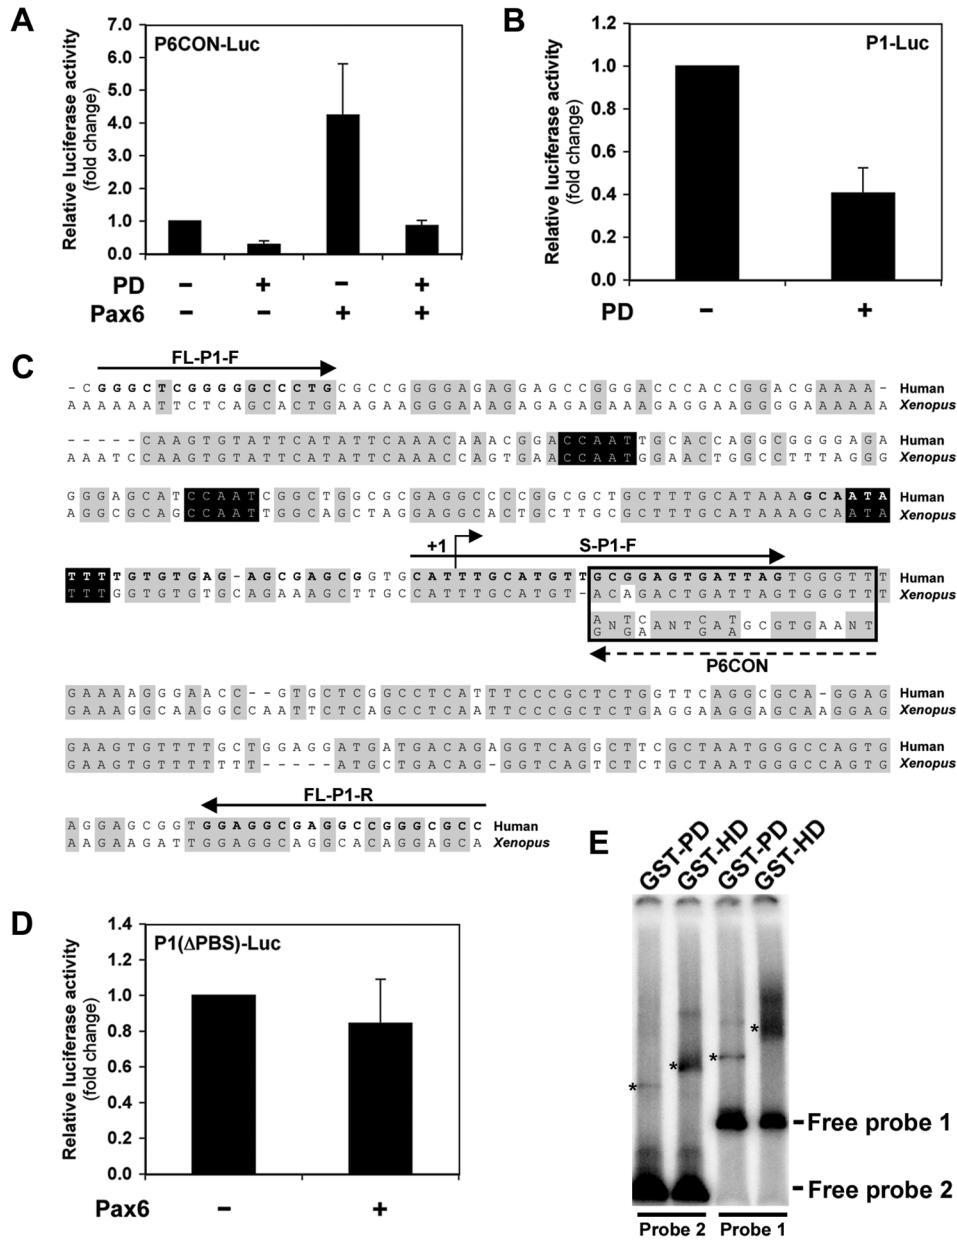 A
P6CON-Luc
Relative luciferase activity
(fold change)
7.0
6.0
5.0
4.0
3.0
2.0
1.0
0.0
PD – + – +
Pax6 – – + +
B
P1-Luc
Relative luciferase activity
(fold change)
1.2
1.0
0.8
0.6
0.4
0.2
0.0
PD – +
C
FL-P1-F
-CGGGCTCGGGGGCCCTGCGCCGGGGAGAGGAGCCGGGACCCACCGGACGAAAA- Human
AAAAAATTCTCAGCACTGAAGAAGGGAAAGAGAGAGAAAGAGGAAGGGGAAAAAA Xenopus
-----CAAGTGTATTCATATTCAAACAAACGGACCAATTGCACCAGGCGGGGAGA Human
AAATCCAAGTGTATTCATATTCAAACCAGTGAACCAATGGAACTGGCCTTTAGGG Xenopus
GGGAGCATCCAATCGGCTGGCGCGAGGCCCCGGCGCTGCTTTGCATAAAGCAATA Human
AGGCGCAGCCAATTGGCAGCTAGGAGGCACTGCTTGCGCTTTGCATAAAGCAATA Xenopus
+1
S-P1-F
TTTTGTGTGAG-AGCGAGCGGTGCATTTGCATGTTGCGGAGTGATTAGTGGGTTT Human
TTTGGTGTGTGCAGAAAGCTTGCCATTTGCATGT-ACAGACTGATTAGTGGGTTT Xenopus
ANTCANTCATGCGTGAANT
G GA GA
P6CON
GAAAAGGGAACC--GTGCTCGGCCTCATTTCCCGCTCTGGTTCAGGCGCA-GGAG Human
GAAAGGCAAGGCCAATTCTCAGCCTCAATTCCCGCTCTGAGGAAGGAGCAAGGAG Xenopus
GAAGTGTTTTGCTGGAGGATGATGACAGAGGTCAGGCTTCGCTAATGGGCCAGTG Human
GAAGTGTTTTTTT-----ATGCTGACAG-GGTCAGTCTCTGCTAATGGGCCAGTG Xenopus
FL-P1-R
AGGAGCGGTGGAGGCGAGGCCGGGCGCC Human
AAGAAGATTGGAGGCAGGCACAGGAGCA Xenopus
D
P1(ΔPBS)-Luc
Relative luciferase activity
(fold change)
1.4
1.2
1.0
0.8
0.6
0.4
0.2
0.0
Pax6 – +
E
GST-PD
GST-HD
GST-PD
GST-HD
*
*
*
*
Free probe 1
Free probe 2
Probe 2
Probe 1